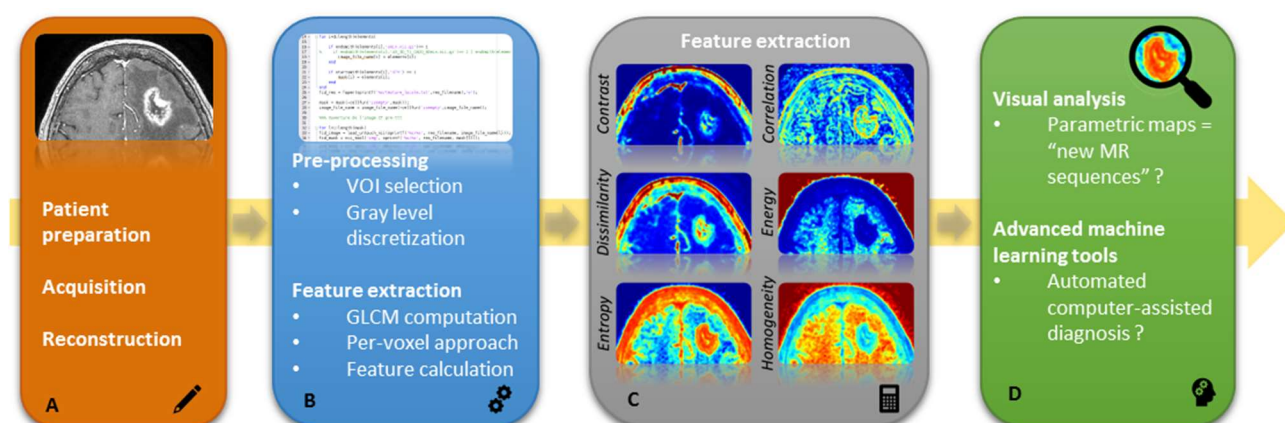 Patient
preparation
Acquisition
Reconstruction
A
Pre-processing
• VOI selection
• Gray level
discretization
Feature extraction
• GLCM computation
• Per-voxel approach
• Feature calculation
B
Feature extraction
Contrast
Correlation
Dissimilarity
Energy
Entropy
Homogeneity
C
Visual analysis
• Parametric maps =
“new MR
sequences” ?
Advanced machine
learning tools
• Automated
computer-assisted
diagnosis ?
D